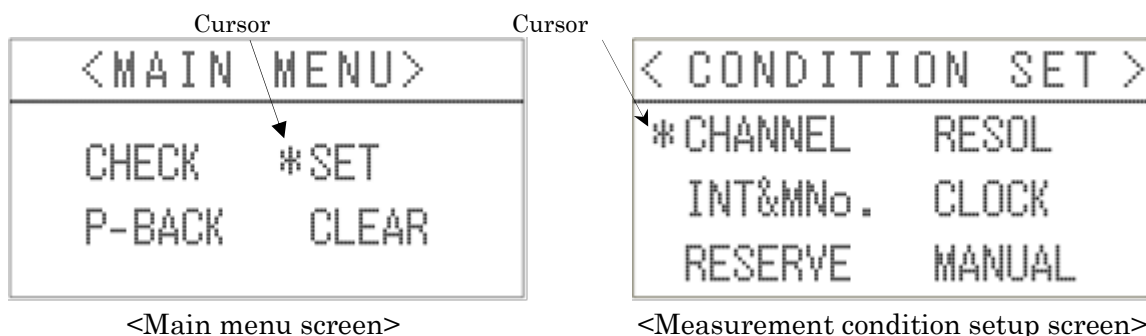 Cursor
Cursor
<MAIN MENU>
CHECK *SET
P-BACK CLEAR
<Main menu screen>
< CONDITION SET >
*CHANNEL RESOL
INT&MNo. CLOCK
RESERVE MANUAL
<Measurement condition setup screen>